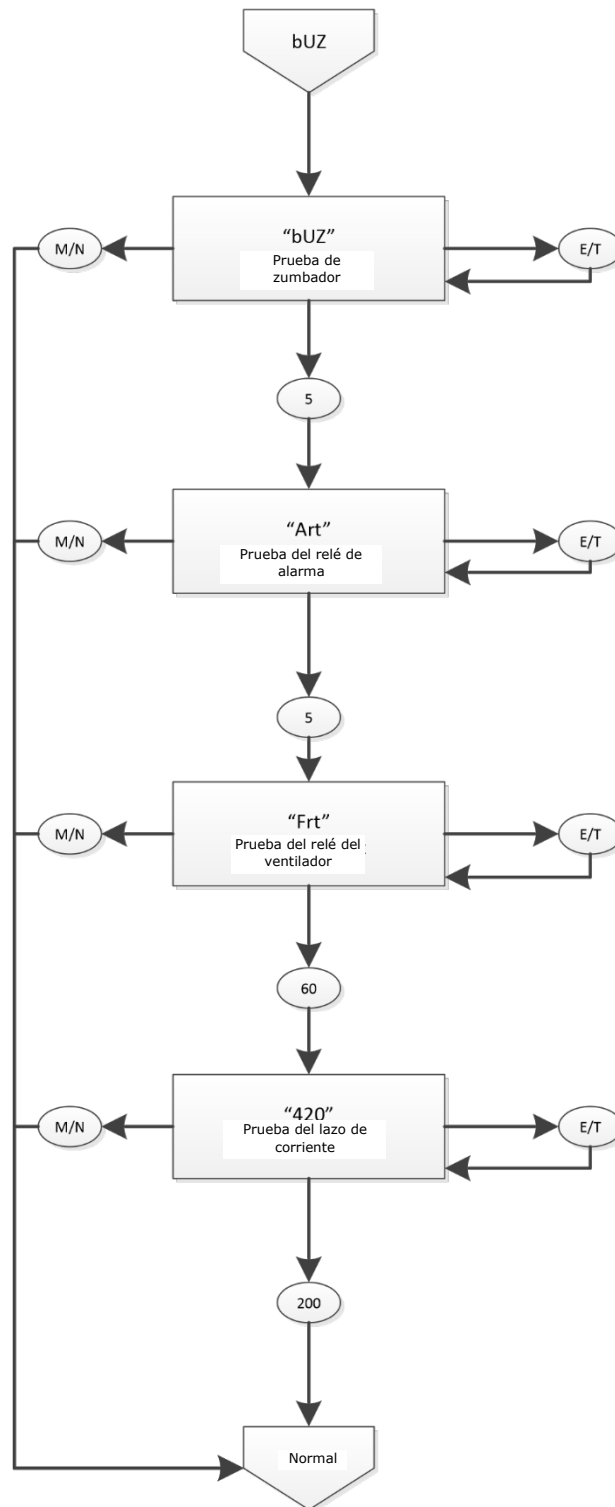 bUZ
“bUZ”
Prueba de
zumbador
M/N
E/T
5
“Art”
Prueba del relé de
alarma
M/N
E/T
5
“Frt”
Prueba del relé del
ventilador
M/N
E/T
60
“420”
Prueba del lazo de
corriente
M/N
E/T
200
Normal